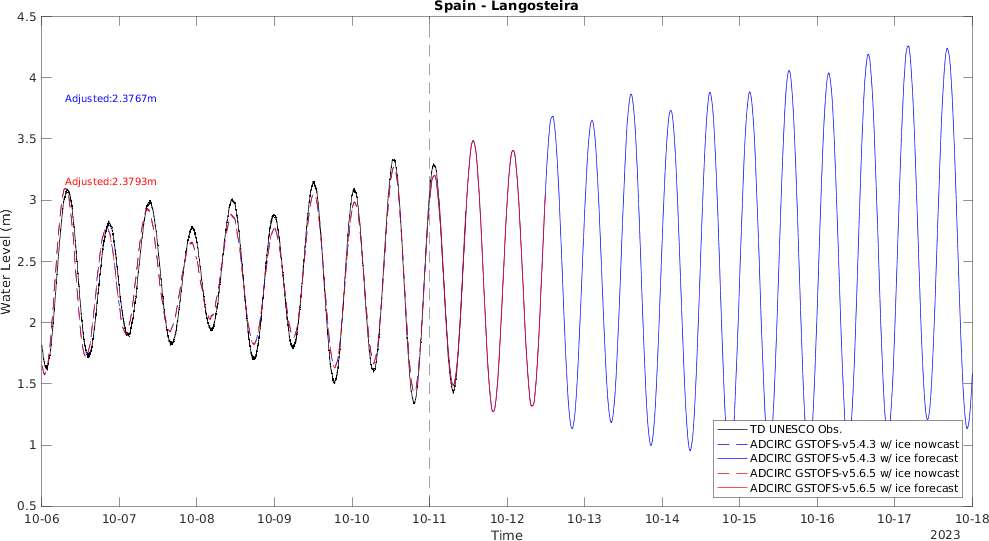 Spain - Langosteira
4.5
4
3.5
3
2.5
2
1.5
1
0.5
Water Level (m)
Adjusted:2.3767m
Adjusted:2.3793m
TD UNESCO Obs.
ADCIRC GSTOFS-v5.4.3 w/ ice nowcast
ADCIRC GSTOFS-v5.4.3 w/ ice forecast
ADCIRC GSTOFS-v5.6.5 w/ ice nowcast
ADCIRC GSTOFS-v5.6.5 w/ ice forecast
10-06 10-07 10-08 10-09 10-10 10-11 10-12 10-13 10-14 10-15 10-16 10-17 10-18
Time
2023